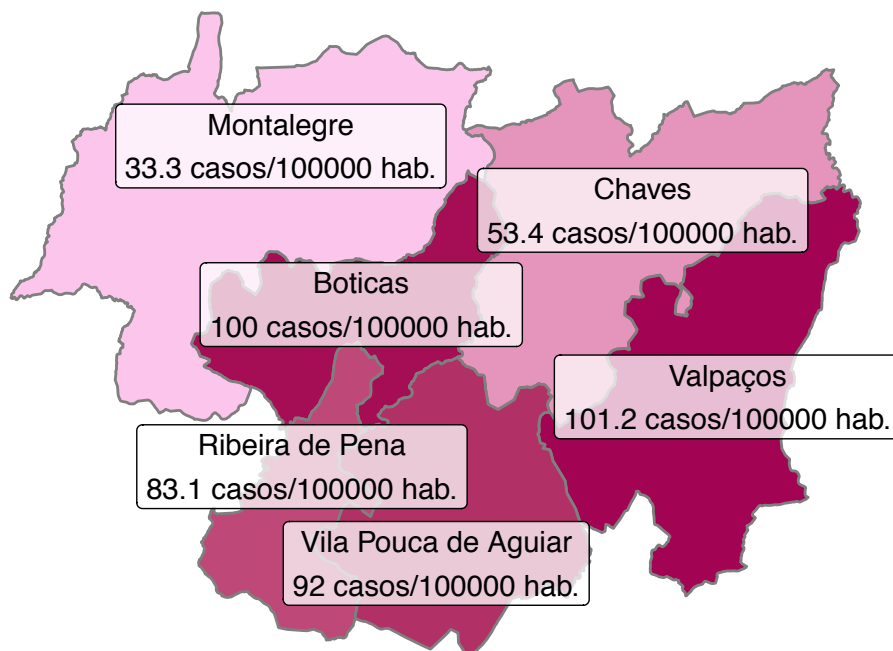 Montalegre
33.3 casos/100000 hab.
Chaves
53.4 casos/100000 hab.
Boticas
100 casos/100000 hab.
Valpaços
101.2 casos/100000 hab.
Ribeira de Pena
83.1 casos/100000 hab.
Vila Pouca de Aguiar
92 casos/100000 hab.